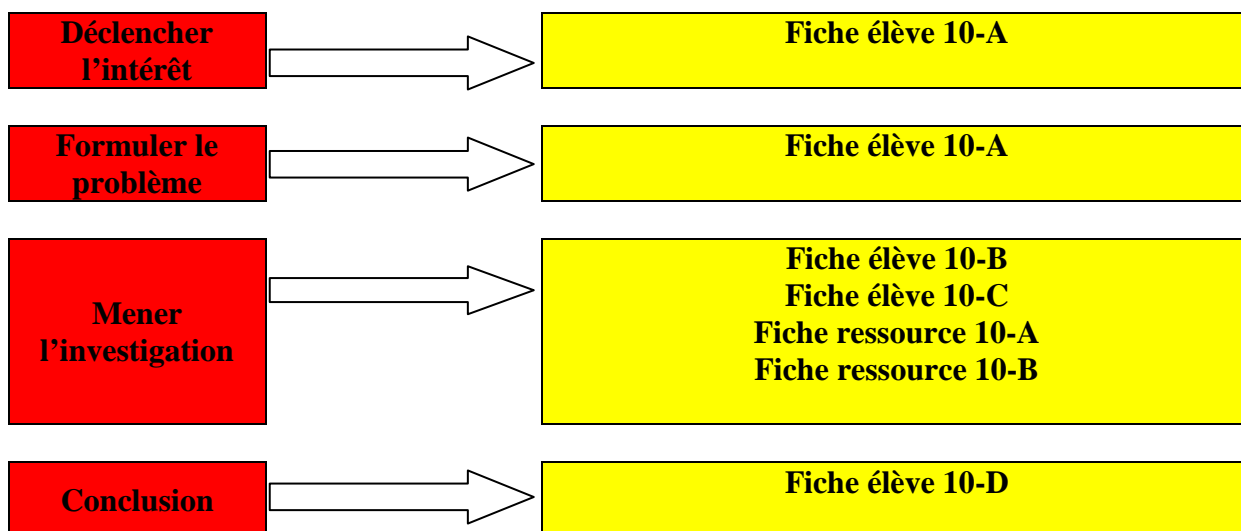 Déclencher
l'intérêt
Fiche élève 10-A
Formuler le
problème
Fiche élève 10-A
Mener
l'investigation
Fiche élève 10-B
Fiche élève 10-C
Fiche ressource 10-A
Fiche ressource 10-B
Conclusion
Fiche élève 10-D